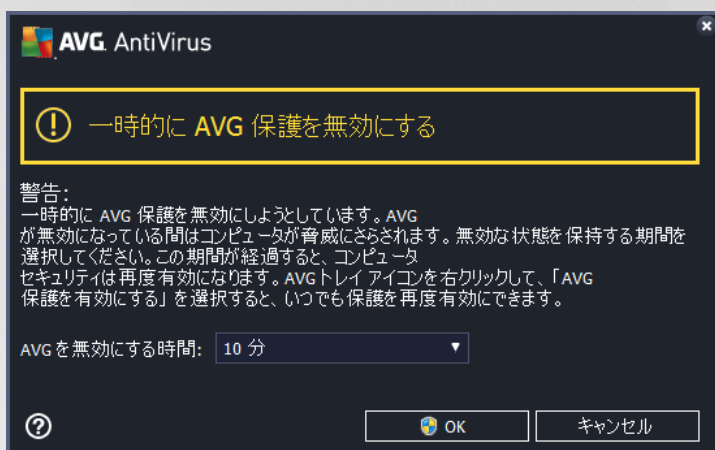 AVG. AntiVirus
一時的に AVG 保護を無効にする
警告:
一時的に AVG 保護を無効にしようとしています。AVG
が無効になっている間はコンピュータが脅威にさらされます。無効な状態を保持する期間を
選択してください。この期間が経過すると、コンピュータ
セキュリティは再度有効になります。AVGトレイ アイコンを右クリックして、「AVG
保護を有効にする」を選択すると、いつでも保護を再度有効にできます。
AVGを無効にする時間: 10 分
OK キャンセル